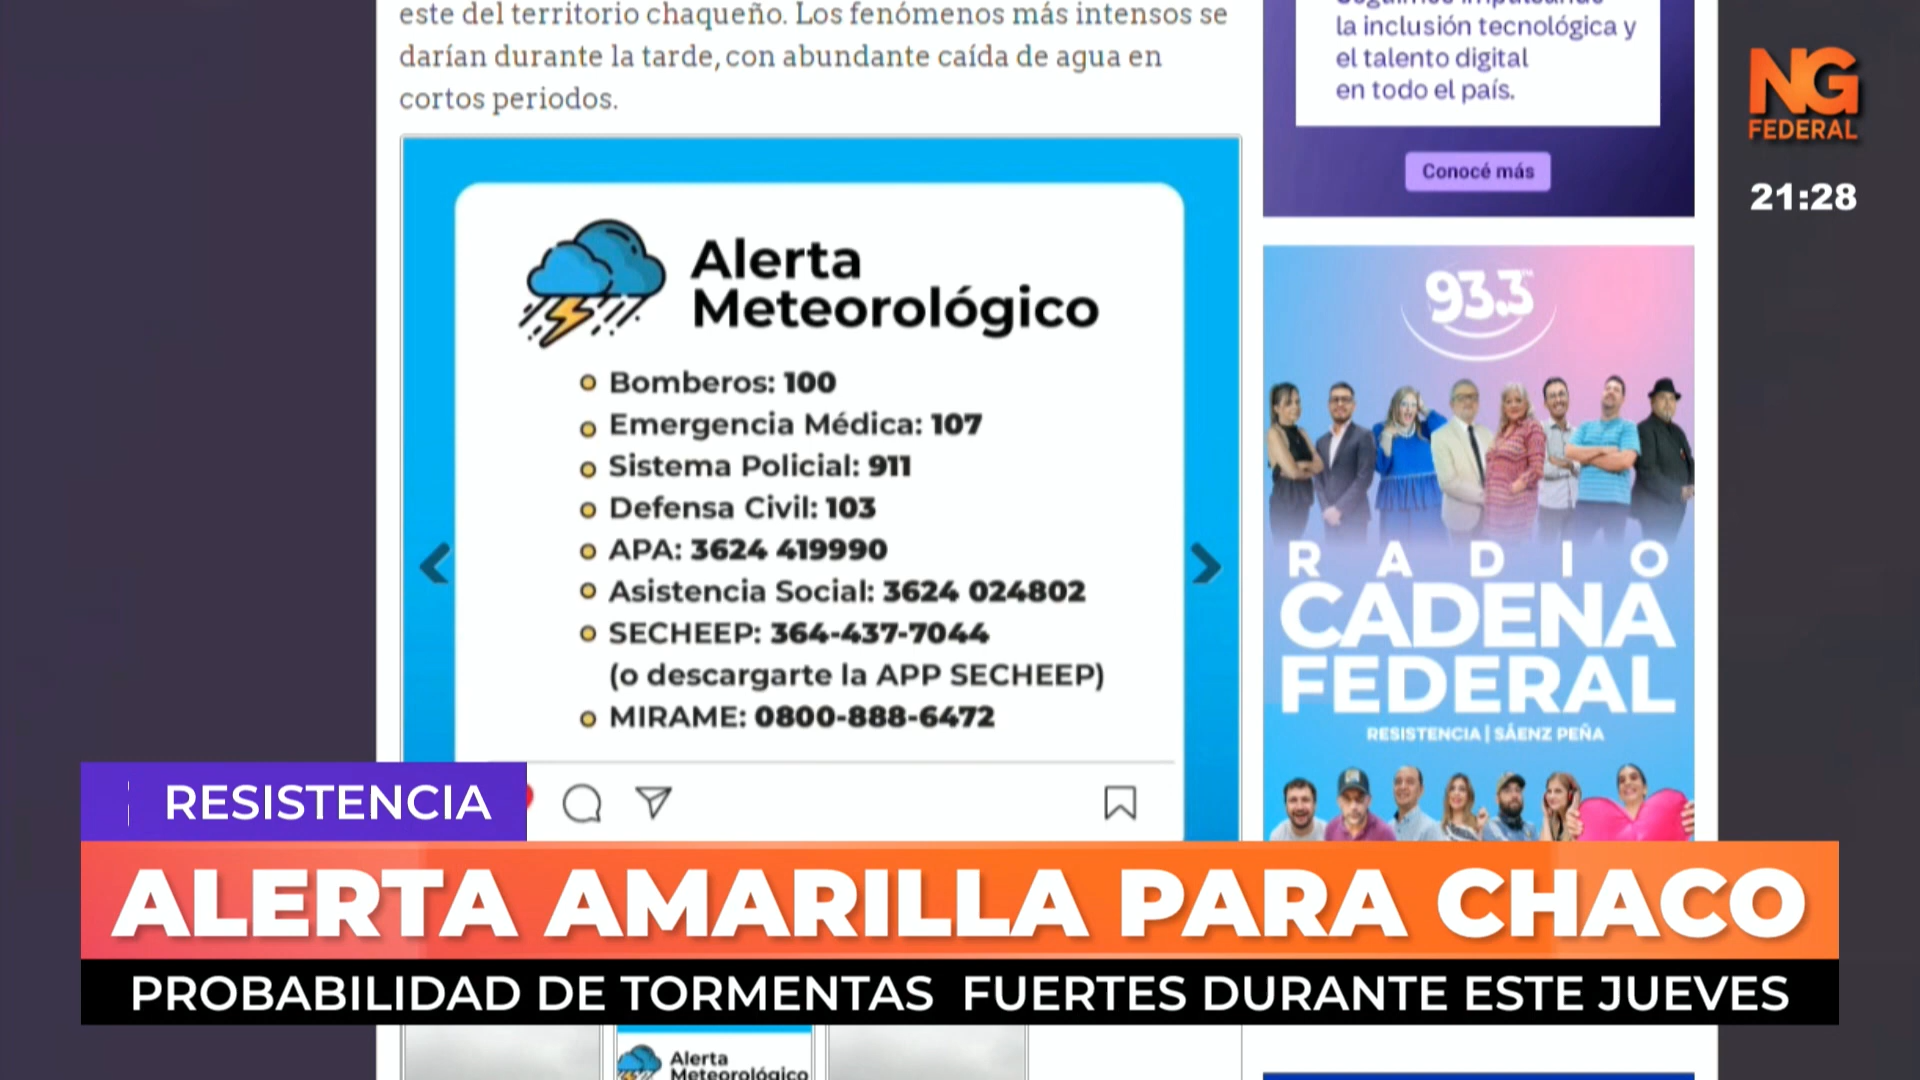 este del territorio chaqueño. Los fenómenos más intensos se
darían durante la tarde, con abundante caída de agua en
cortos periodos.
la inclusión tecnológica y
el talento digital
en todo el país.
Conocé más
NG
FEDERAL
21:28
Alerta
Meteorológico
Bomberos: 100
Emergencia Médica: 107
Sistema Policial: 911
Defensa Civil: 103
APA: 3624 419990
Asistencia Social: 3624 024802
SECHEEP: 364-437-7044
(o descargarte la APP SECHEEP)
MIRAME: 0800-888-6472
93.3
RADIO
CADENA
FEDERAL
RESISTENCIA | SÁENZ PEÑA
RESISTENCIA
ALERTA AMARILLA PARA CHACO
PROBABILIDAD DE TORMENTAS FUERTES DURANTE ESTE JUEVES
Alerta
Meteorológico